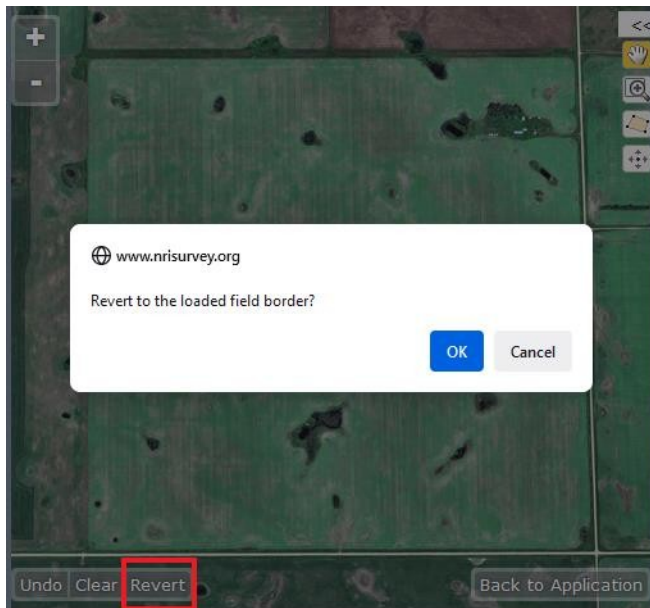 +
<<
-
www.nrisurvey.org
Revert to the loaded field border?
OK Cancel
Undo Clear Revert Back to Application